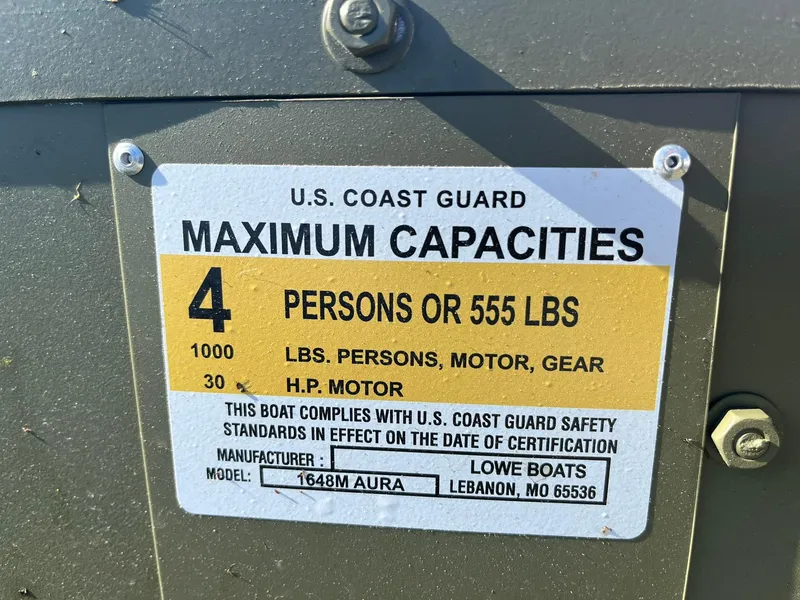 U.S. COAST GUARD
MAXIMUM CAPACITIES
4 PERSONS OR 555 LBS
1000 LBS. PERSONS, MOTOR, GEAR
30 H.P. MOTOR
THIS BOAT COMPLIES WITH U.S. COAST GUARD SAFETY
STANDARDS IN EFFECT ON THE DATE OF CERTIFICATION
MANUFACTURER : LOWE BOATS
MODEL: 1648M AURA LEBANON, MO 65536